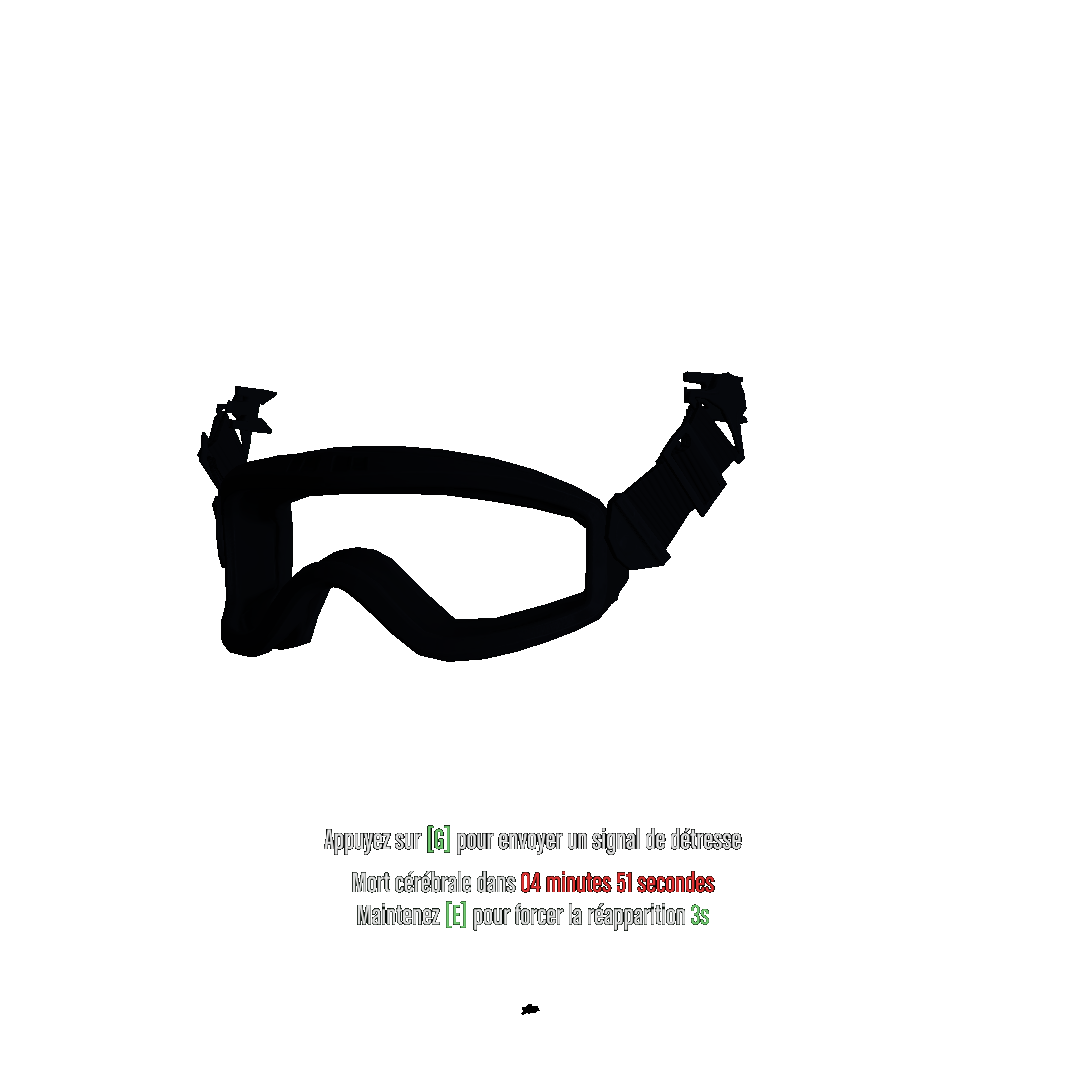 Appuyez sur [G] pour envoyer un signal de détresse
Mort cérébrale dans 04 minutes 51 secondes
Maintenez [E] pour forcer la réapparition 3s